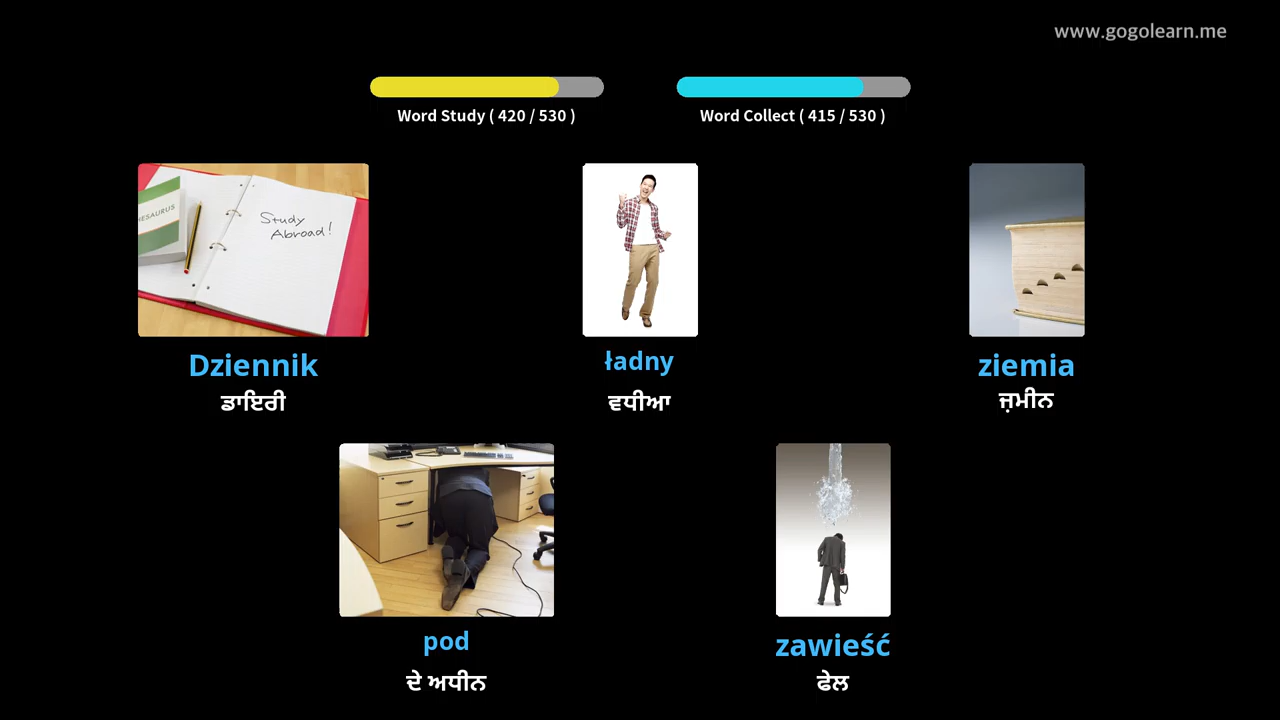 www.gogolearn.me
Word Study ( 420 / 530 )
Word Collect ( 415 / 530 )
HESAURUS
Study
Abroad!
Dziennik
ਡਾਇਰੀ
ładny
ਵਧੀਆ
ziemia
ਜ਼ਮੀਨ
pod
ਦੇ ਅਧੀਨ
zawieść
ਫੇਲ